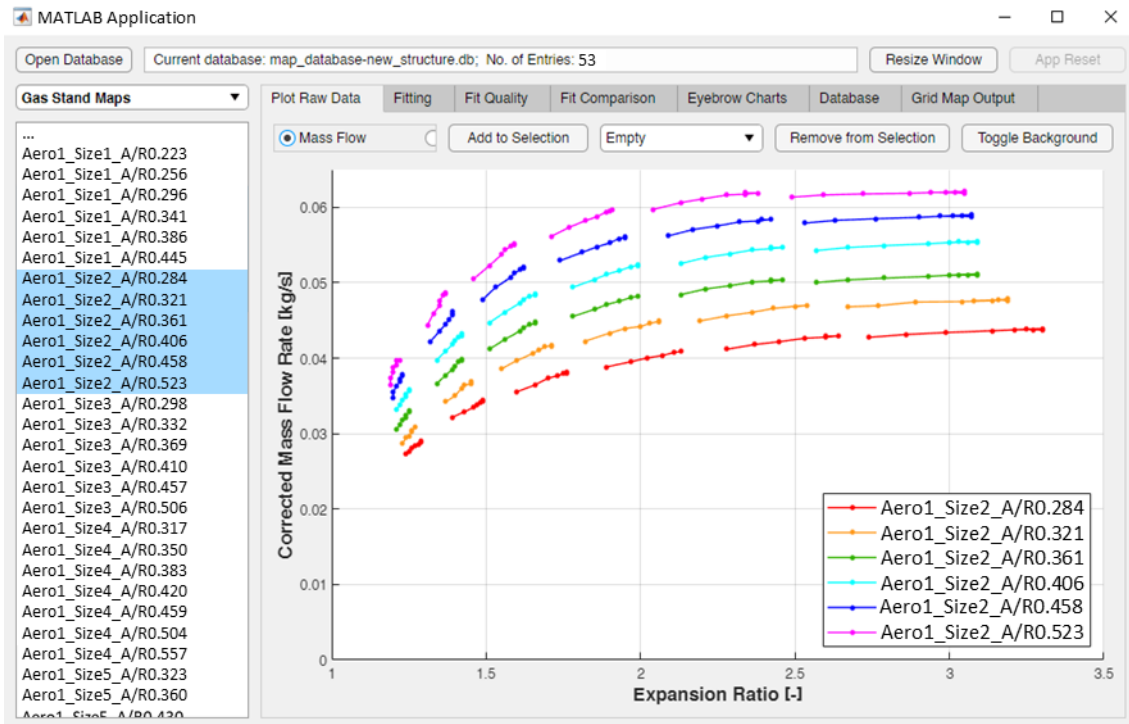 MATLAB Application
Open Database
Current database: map_database-new_structure.db; No. of Entries: 53
Resize Window
App Reset
Gas Stand Maps
Plot Raw Data
Fitting
Fit Quality
Fit Comparison
Eyebrow Charts
Database
Grid Map Output
Mass Flow
Add to Selection
Empty
Remove from Selection
Toggle Background
...
Aero1_Size1_A/R0.223
Aero1_Size1_A/R0.256
Aero1_Size1_A/R0.296
Aero1_Size1_A/R0.341
Aero1_Size1_A/R0.386
Aero1_Size1_A/R0.445
Aero1_Size2_A/R0.284
Aero1_Size2_A/R0.321
Aero1_Size2_A/R0.361
Aero1_Size2_A/R0.406
Aero1_Size2_A/R0.458
Aero1_Size2_A/R0.523
Aero1_Size3_A/R0.298
Aero1_Size3_A/R0.332
Aero1_Size3_A/R0.369
Aero1_Size3_A/R0.410
Aero1_Size3_A/R0.457
Aero1_Size3_A/R0.506
Aero1_Size4_A/R0.317
Aero1_Size4_A/R0.350
Aero1_Size4_A/R0.383
Aero1_Size4_A/R0.420
Aero1_Size4_A/R0.459
Aero1_Size4_A/R0.504
Aero1_Size4_A/R0.557
Aero1_Size5_A/R0.323
Aero1_Size5_A/R0.360
Corrected Mass Flow Rate [kg/s]
0.06
0.05
0.04
0.03
0.02
0.01
0
1
1.5
2
2.5
3
3.5
Expansion Ratio [-]
Aero1_Size2_A/R0.284
Aero1_Size2_A/R0.321
Aero1_Size2_A/R0.361
Aero1_Size2_A/R0.406
Aero1_Size2_A/R0.458
Aero1_Size2_A/R0.523